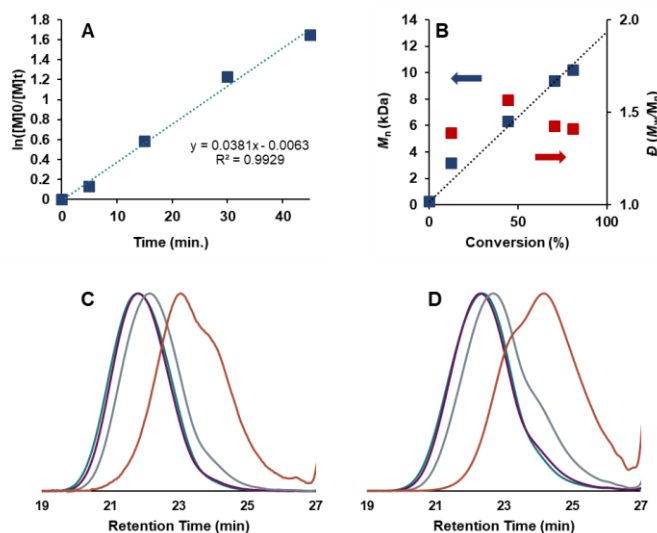 A
ln([M]0/[M]t)
1.8
1.6
1.4
1.2
1
0.8
0.6
0.4
0.2
0
y = 0.0381x - 0.0063
R² = 0.9929
0 10 20 30 40
Time (min.)
B
Mn (kDa)
14
12
10
8
6
4
2
0
2.0
1.5
1.0
Đ (Mw/Mn)
0 50 100
Conversion (%)
C
19 21 23 25 27
Retention Time (min)
D
19 21 23 25 27
Retention Time (min)